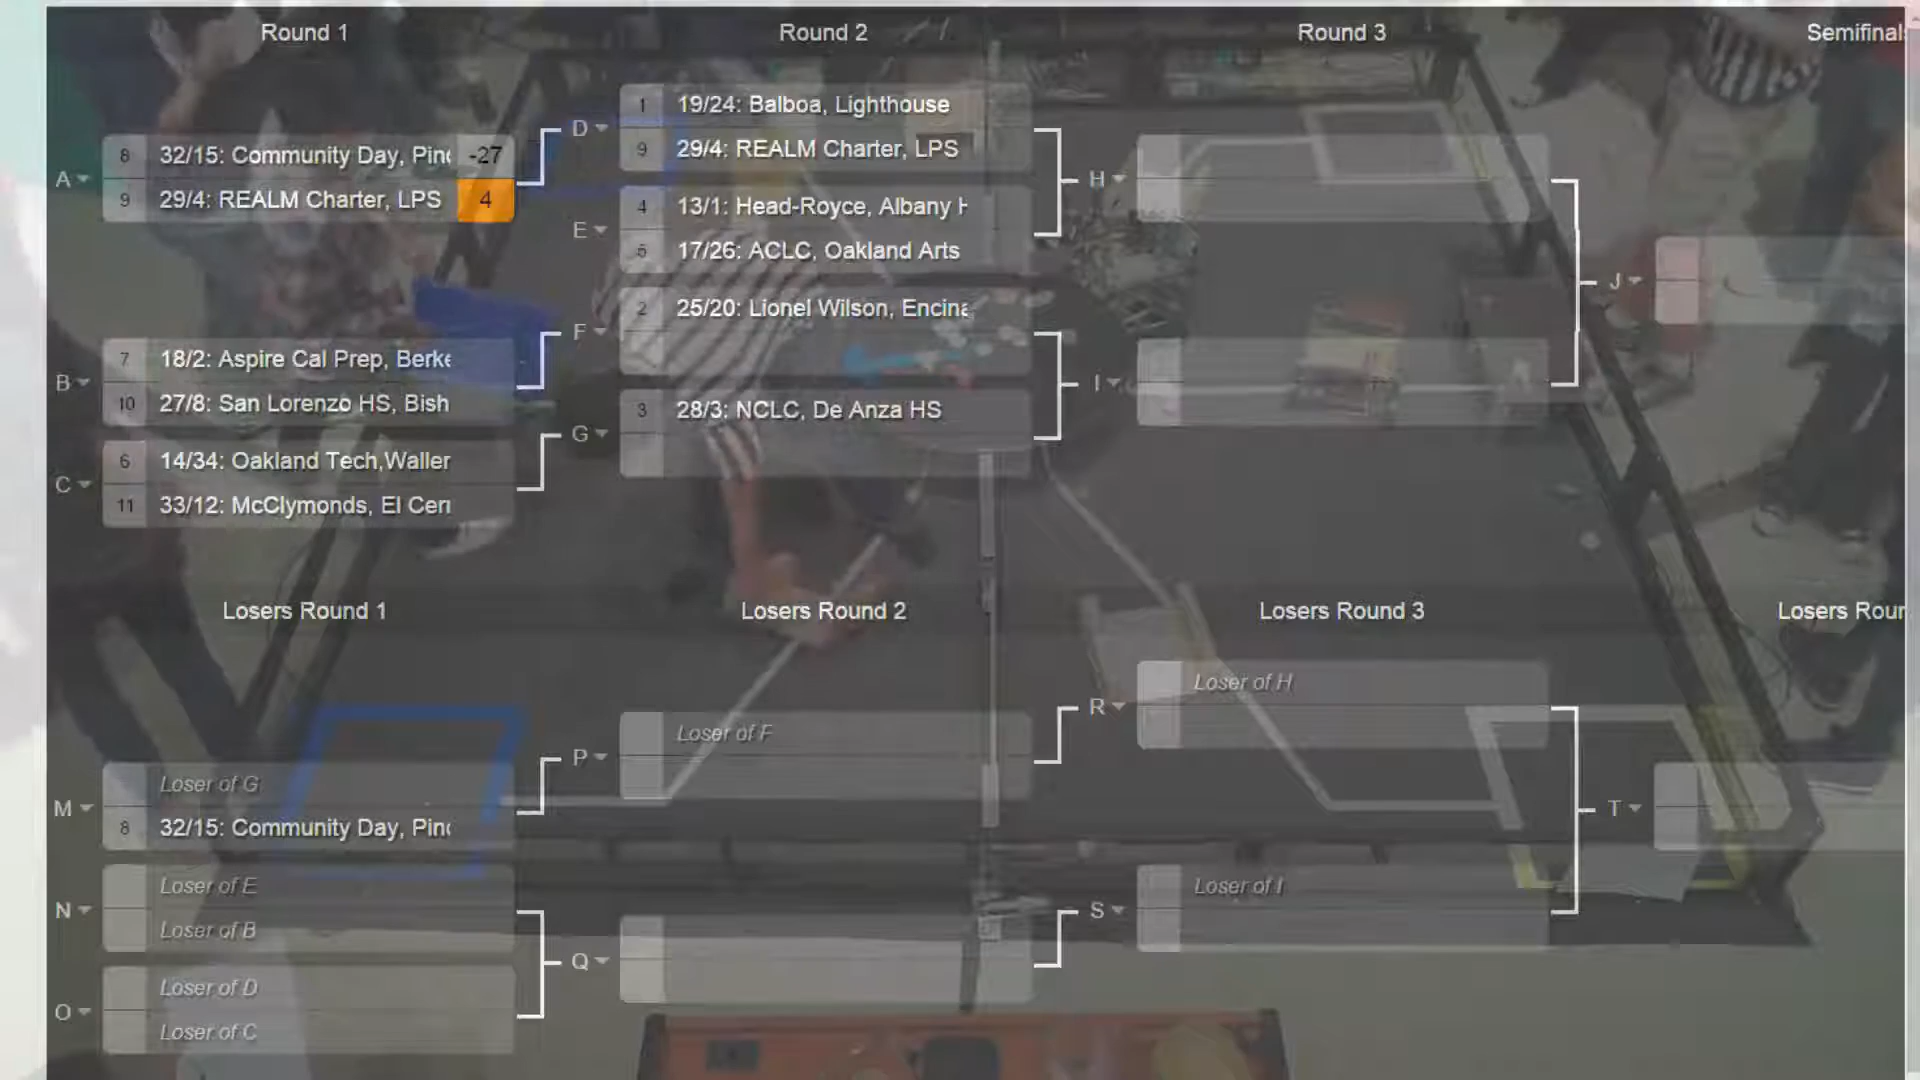 Round 1
Round 2
Round 3
Semifinals
A
8 32/15: Community Day, Pin -27
9 29/4: REALM Charter, LPS 4
B
7 18/2: Aspire Cal Prep, Berke
10 27/8: San Lorenzo HS, Bish
C
6 14/34: Oakland Tech,Waller
11 33/12: McClymonds, El Cerr
D
1 19/24: Balboa, Lighthouse
9 29/4: REALM Charter, LPS
E
4 13/1: Head-Royce, Albany H
5 17/26: ACLC, Oakland Arts
F
2 25/20: Lionel Wilson, Encina
G
3 28/3: NCLC, De Anza HS
H
I
J
Losers Round 1
Losers Round 2
Losers Round 3
Losers Roun
M
Loser of G
8 32/15: Community Day, Pin
N
Loser of E
Loser of B
O
Loser of D
Loser of C
P
Loser of F
Q
R
Loser of H
S
Loser of I
T